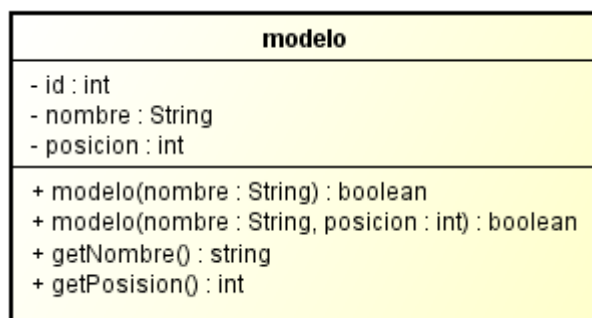 modelo
- id : int
- nombre : String
- posicion : int
+ modelo(nombre : String) : boolean
+ modelo(nombre : String, posicion : int) : boolean
+ getNombre() : string
+ getPosision() : int